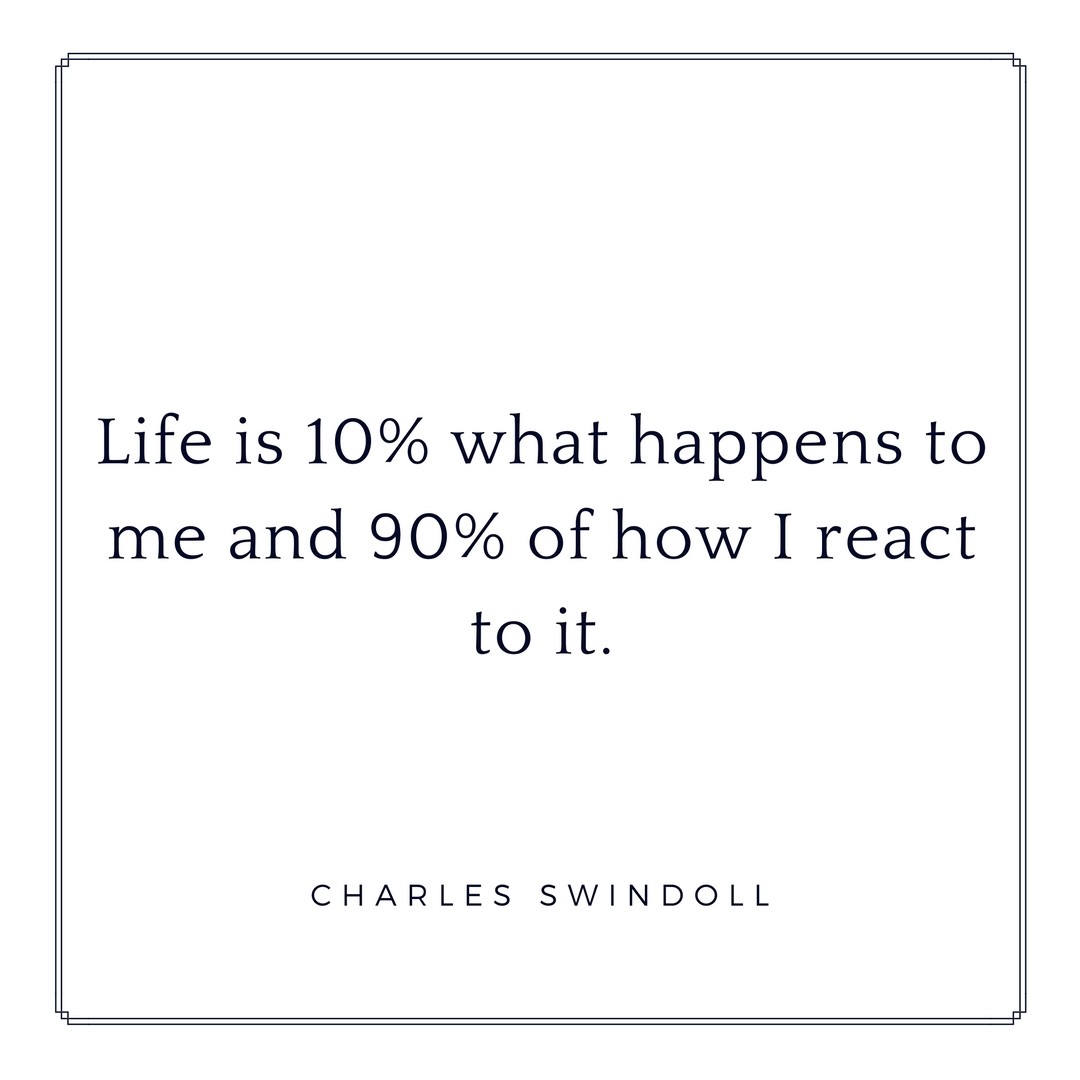 Life is 10% what happens to
me and 90% of how I react
to it.
CHARLES SWINDOLL